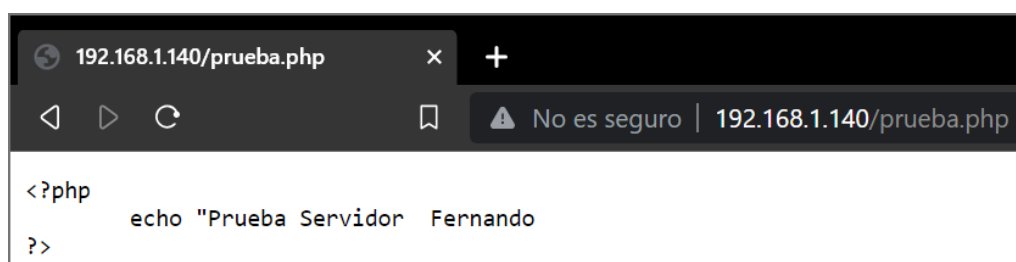 192.168.1.140/prueba.php
No es seguro | 192.168.1.140/prueba.php
<?php
echo "Prueba Servidor  Fernando
?>